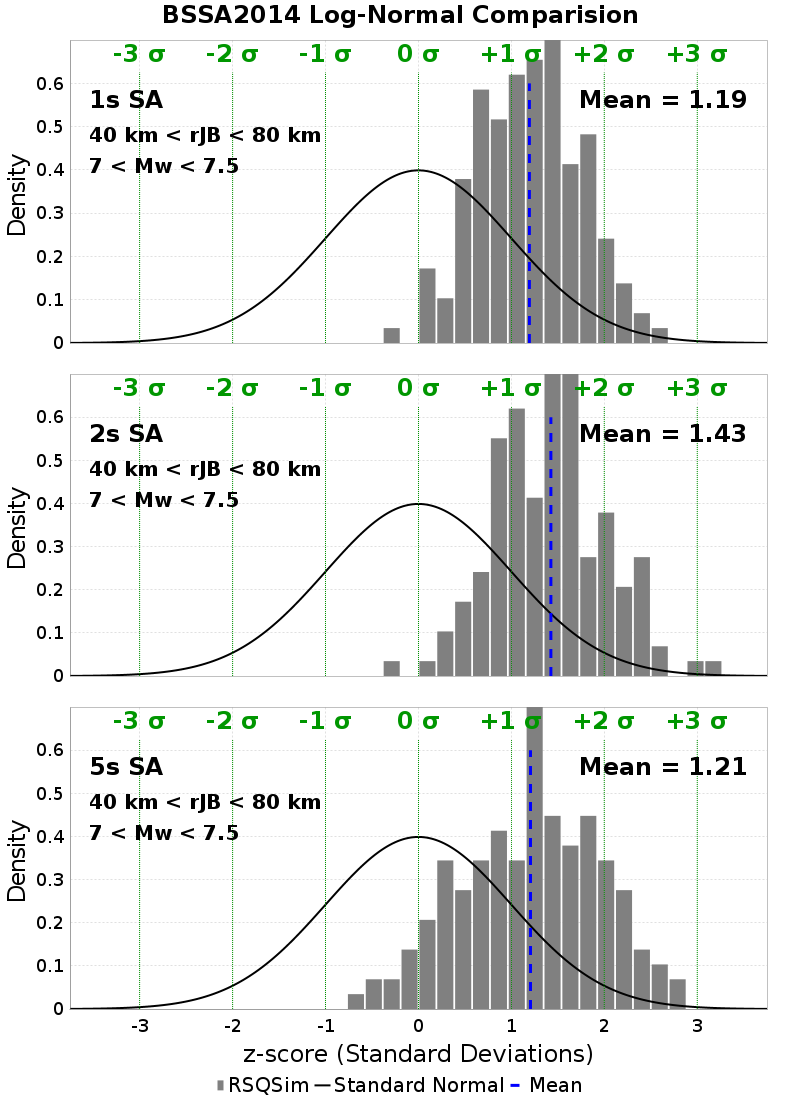 BSSA2014 Log-Normal Comparision
-3 σ -2 σ -1 σ 0 σ +1 σ +2 σ +3 σ
1s SA
Mean = 1.19
40 km < rJB < 80 km
7 < Mw < 7.5
0.6
0.5
0.4
0.3
0.2
0.1
0
Density
-3 σ -2 σ -1 σ 0 σ +1 σ +2 σ +3 σ
2s SA
Mean = 1.43
40 km < rJB < 80 km
7 < Mw < 7.5
0.6
0.5
0.4
0.3
0.2
0.1
0
Density
-3 σ -2 σ -1 σ 0 σ +1 σ +2 σ +3 σ
5s SA
Mean = 1.21
40 km < rJB < 80 km
7 < Mw < 7.5
0.6
0.5
0.4
0.3
0.2
0.1
0
Density
-3 -2 -1 0 1 2 3
z-score (Standard Deviations)
RSQSim Standard Normal Mean